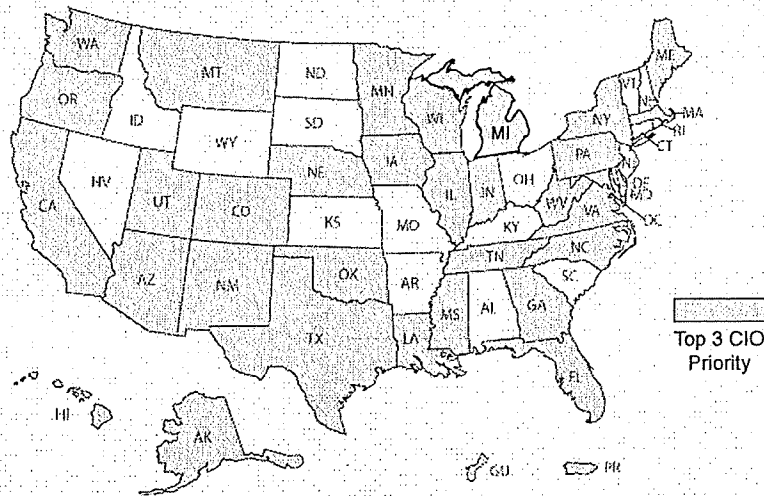 WA
MT
ND
MN
OR
ID
SD
WI
MI
WY
NY
VT
NH
ME
MA
RI
CT
PA
NJ
IA
NE
NV
UT
CO
CA
KS
MO
IL
IN
OH
WV
VA
DE
MD
DC
KY
TN
NC
SC
AZ
NM
OK
AR
TX
LA
MS
AL
GA
FL
HI
AK
GU
PR
Top 3 CIO
Priority